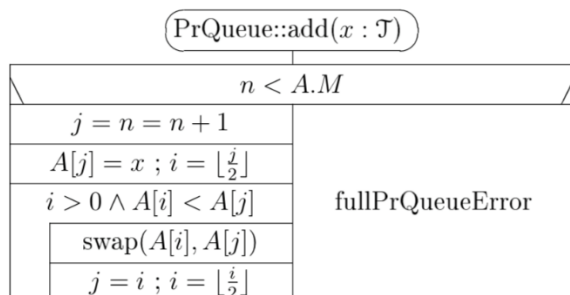 PrQueue::add(x : 𝒯)
n < A.M
j = n = n + 1
A[j] = x ; i = ⌊j/2⌋
i > 0 ∧ A[i] < A[j]
fullPrQueueError
swap(A[i], A[j])
j = i ; i = ⌊i/2⌋